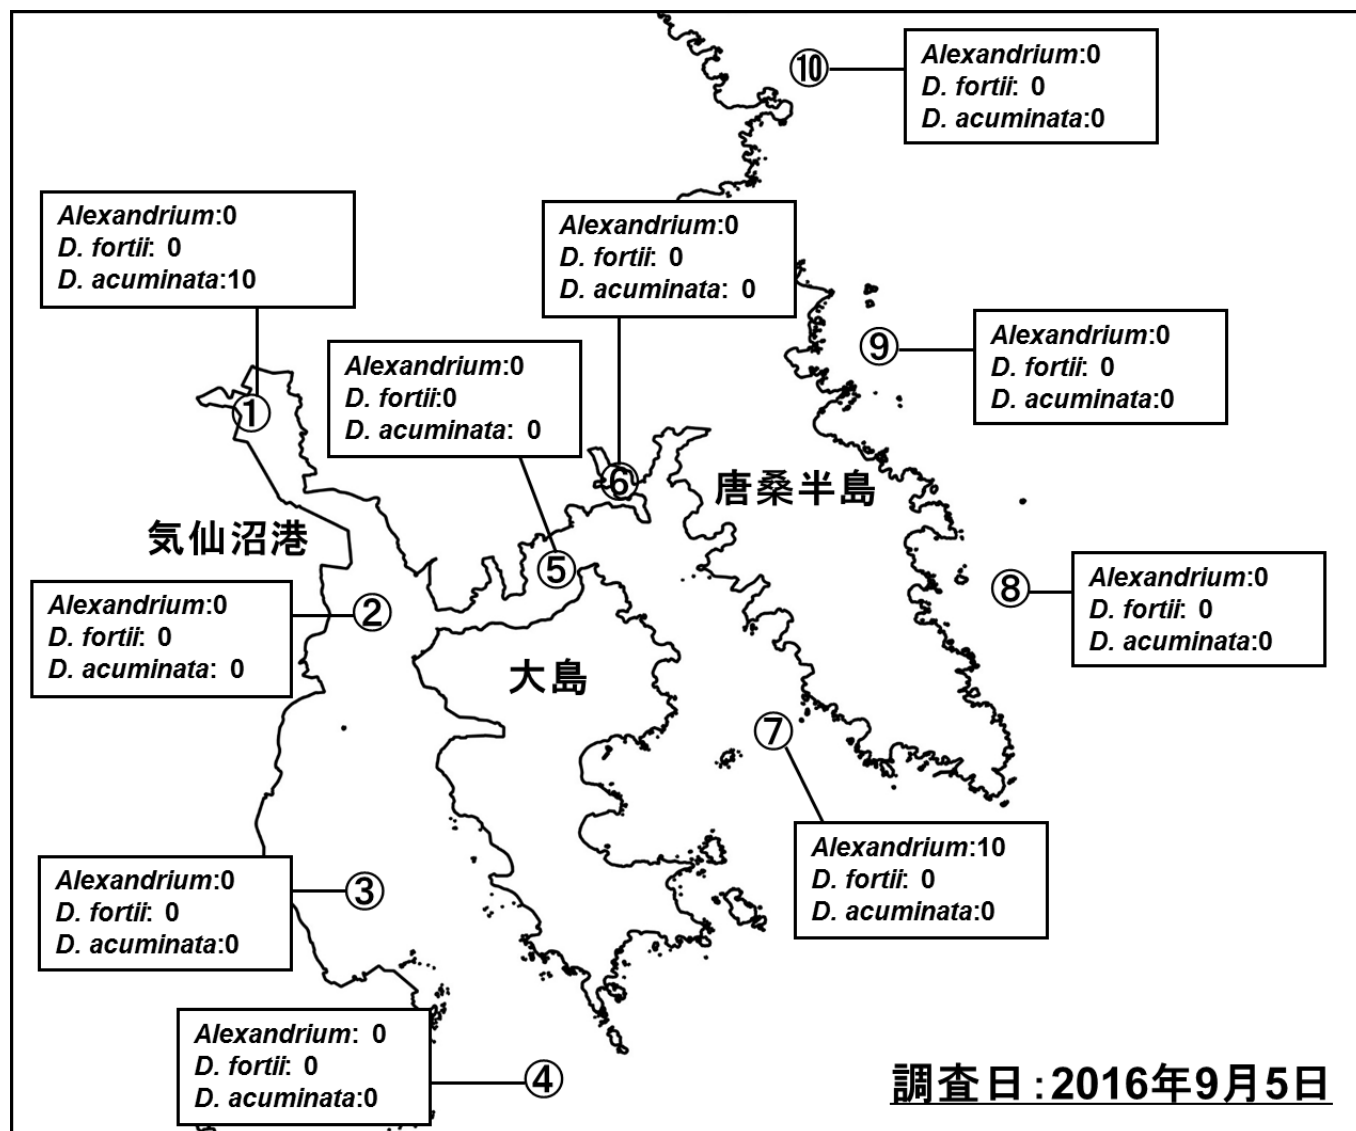 ⑩
Alexandrium:0
D. fortii: 0
D. acuminata:0
Alexandrium:0
D. fortii: 0
D. acuminata:10
①
Alexandrium:0
D. fortii: 0
D. acuminata: 0
⑥
Alexandrium:0
D. fortii:0
D. acuminata: 0
⑤
⑨
Alexandrium:0
D. fortii: 0
D. acuminata:0
唐桑半島
気仙沼港
Alexandrium:0
D. fortii: 0
D. acuminata: 0
②
⑧
Alexandrium:0
D. fortii: 0
D. acuminata:0
大島
⑦
Alexandrium:10
D. fortii: 0
D. acuminata:0
Alexandrium:0
D. fortii: 0
D. acuminata:0
③
Alexandrium: 0
D. fortii: 0
D. acuminata:0
④
調査日:2016年9月5日